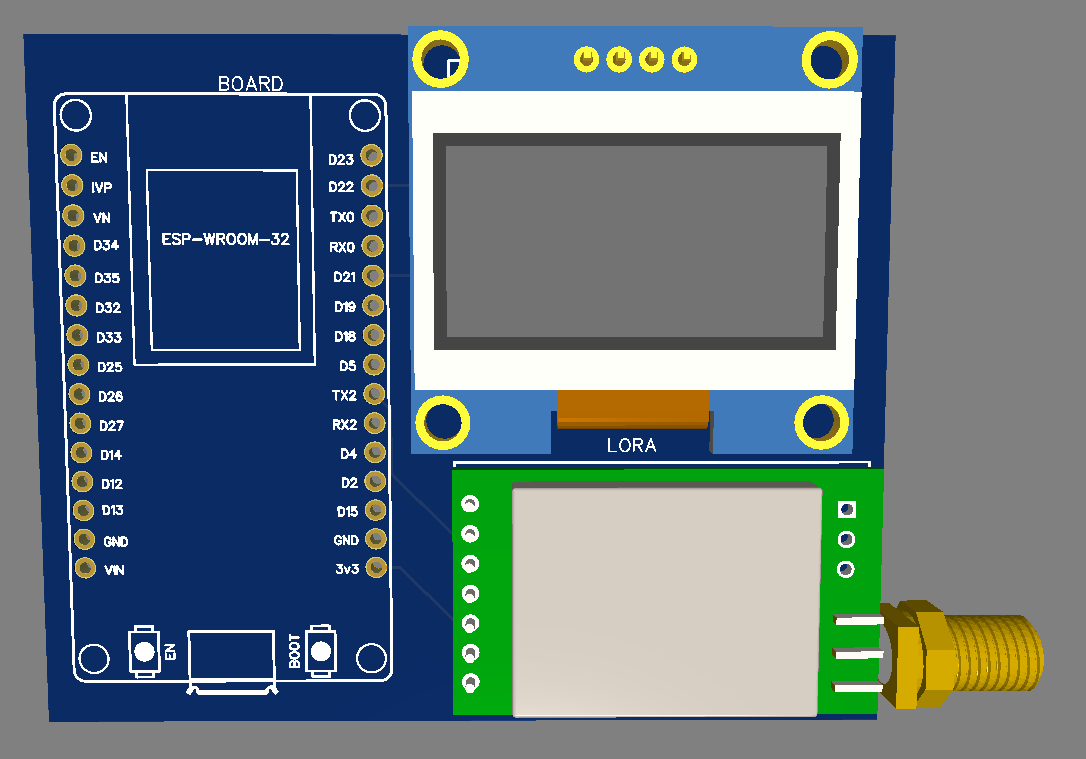 BOARD
EN
IVP
VN
D34
D35
D32
D33
D25
D26
D27
D14
D12
D13
GND
VIN
ESP-WROOM-32
D23
D22
TX0
RX0
D21
D19
D18
D5
TX2
RX2
D4
D2
D15
GND
3v3
EN
BOOT
LORA